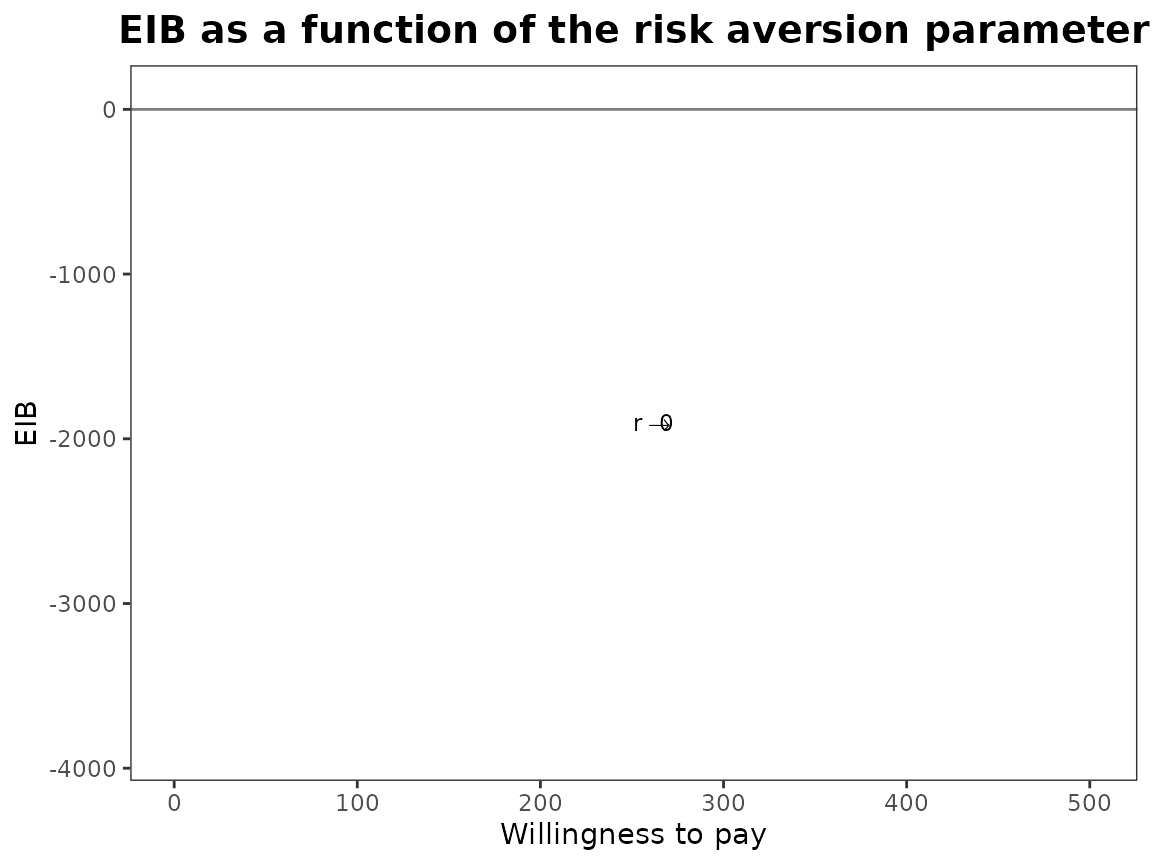 EIB as a function of the risk aversion parameter
0
-1000
-2000
-3000
-4000
EIB
r → 0
0 100 200 300 400 500
Willingness to pay